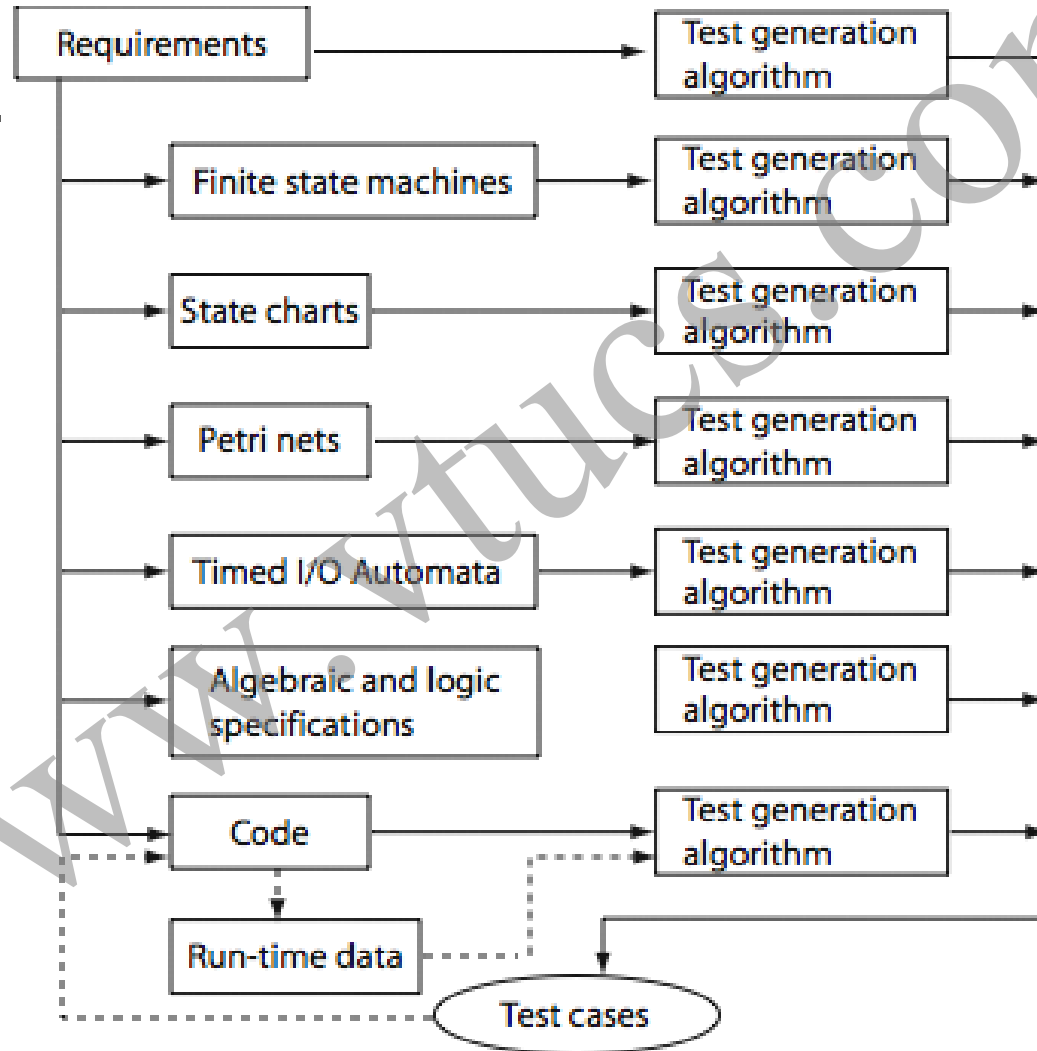 Requirements
Test generation
algorithm
Finite state machines
Test generation
algorithm
State charts
Test generation
algorithm
Petri nets
Test generation
algorithm
Timed I/O Automata
Test generation
algorithm
Algebraic and logic
specifications
Test generation
algorithm
Code
Test generation
algorithm
Run-time data
Test cases
ww.vtucs.com